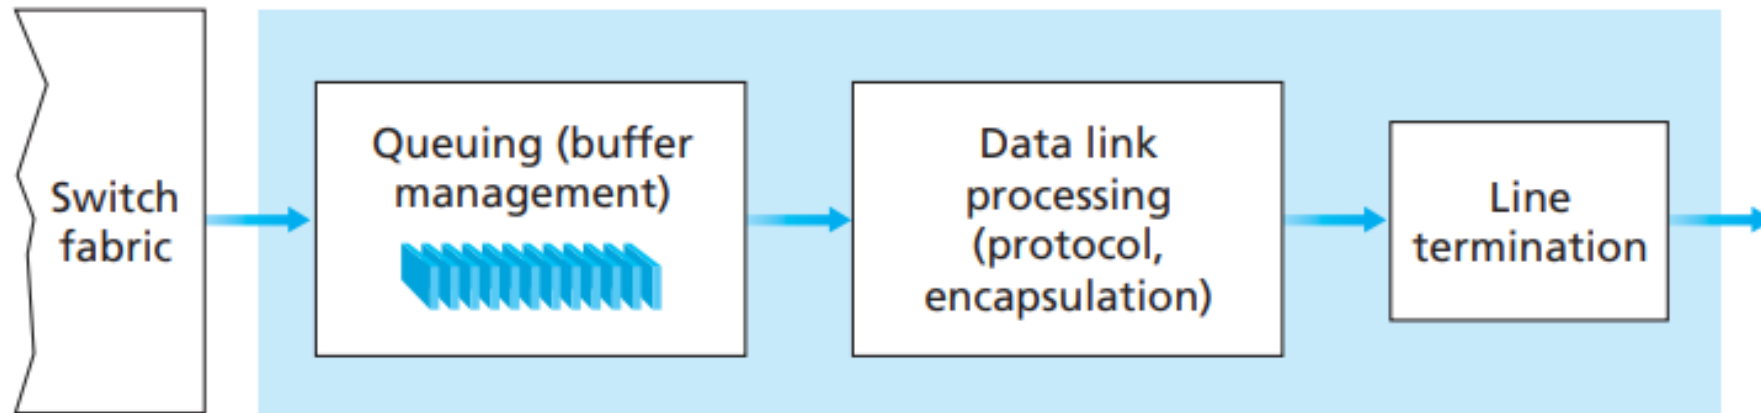 Switch
fabric
Queuing (buffer
management)
Data link
processing
(protocol,
encapsulation)
Line
termination